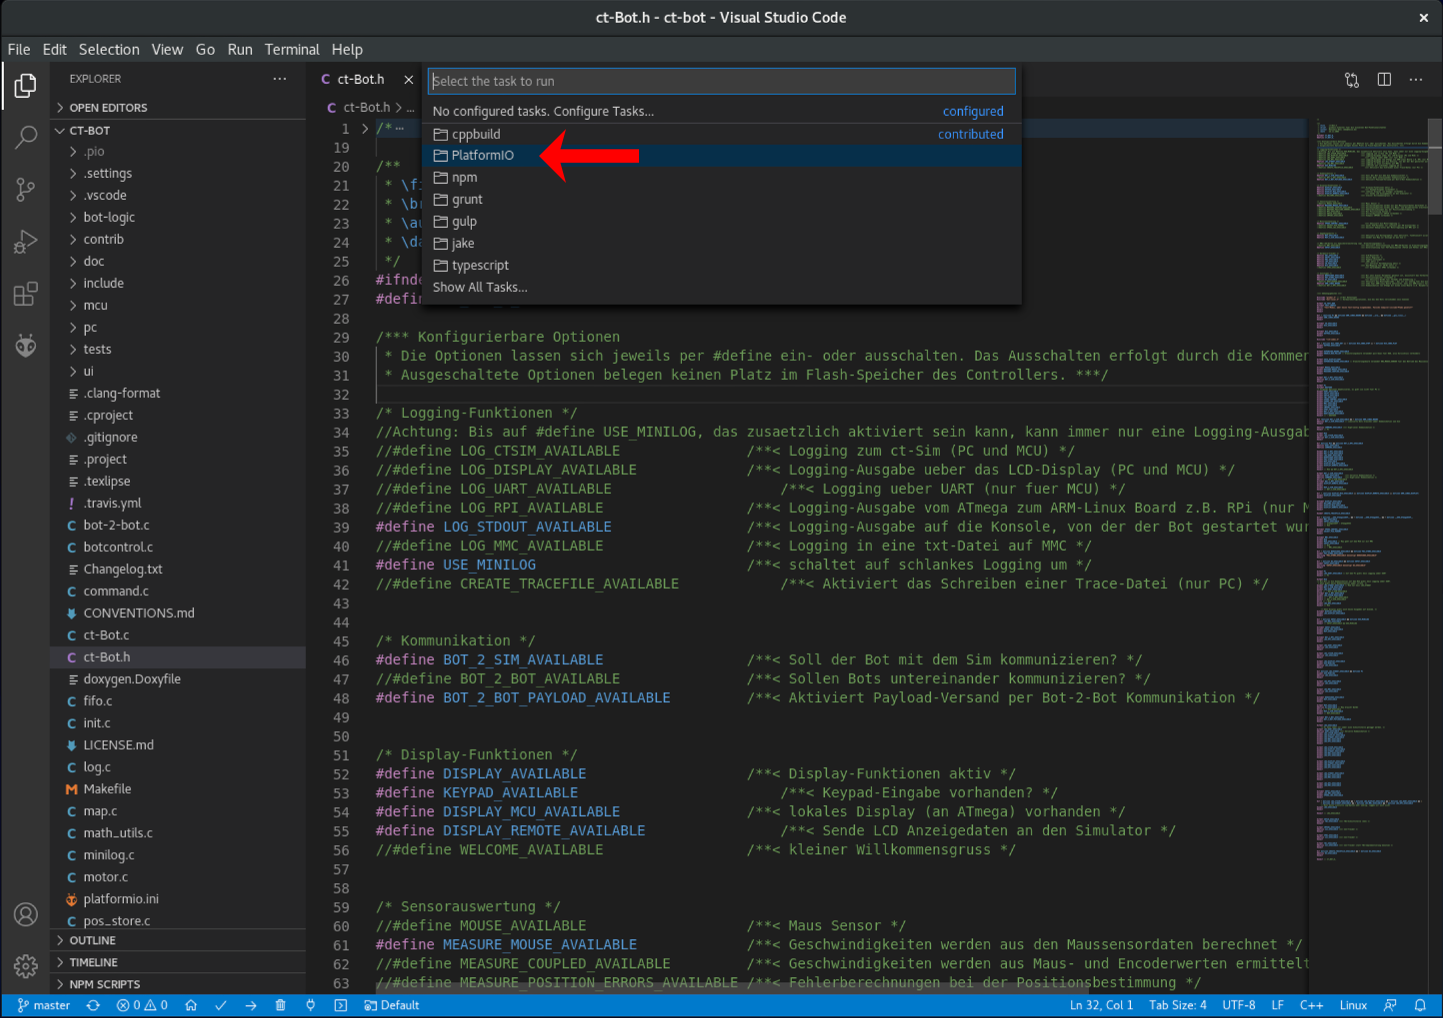 ct-Bot.h - ct-bot - Visual Studio Code
File Edit Selection View Go Run Terminal Help
EXPLORER
OPEN EDITORS
CT-BOT
.pio
.settings
.vscode
bot-logic
contrib
doc
include
mcu
pc
tests
ui
.clang-format
.cproject
.gitignore
.project
.texlipse
.travis.yml
bot-2-bot.c
botcontrol.c
Changelog.txt
command.c
CONVENTIONS.md
ct-Bot.c
ct-Bot.h
doxygen.Doxyfile
fifo.c
init.c
LICENSE.md
log.c
Makefile
map.c
math_utils.c
minilog.c
motor.c
platformio.ini
pos_store.c
OUTLINE
TIMELINE
NPM SCRIPTS
C ct-Bot.h
C ct-Bot.h > ...
Select the task to run
No configured tasks. Configure Tasks... configured
cppbuild contributed
PlatformIO
npm
grunt
gulp
jake
typescript
Show All Tasks...
1 /*
19
20 /**
21 * \fi
22 * \br
23 * \au
24 * \da
25 */
26 #ifnde
27 #defin
28
29 /*** Konfigurierbare Optionen
30 * Die Optionen lassen sich jeweils per #define ein- oder ausschalten. Das Ausschalten erfolgt durch die Kommen
31 * Ausgeschaltete Optionen belegen keinen Platz im Flash-Speicher des Controllers. ***/
32
33 /* Logging-Funktionen */
34 //Achtung: Bis auf #define USE_MINILOG, das zusaetzlich aktiviert sein kann, kann immer nur eine Logging-Ausgab
35 //#define LOG_CTSIM_AVAILABLE /**< Logging zum ct-Sim (PC und MCU) */
36 //#define LOG_DISPLAY_AVAILABLE /**< Logging-Ausgabe ueber das LCD-Display (PC und MCU) */
37 //#define LOG_UART_AVAILABLE /**< Logging ueber UART (nur fuer MCU) */
38 //#define LOG_RPI_AVAILABLE /**< Logging-Ausgabe vom ATmega zum ARM-Linux Board z.B. RPi (nur M
39 #define LOG_STDOUT_AVAILABLE /**< Logging-Ausgabe auf die Konsole, von der der Bot gestartet wur
40 //#define LOG_MMC_AVAILABLE /**< Logging in eine txt-Datei auf MMC */
41 #define USE_MINILOG /**< schaltet auf schlankes Logging um */
42 //#define CREATE_TRACEFILE_AVAILABLE /**< Aktiviert das Schreiben einer Trace-Datei (nur PC) */
43
44
45 /* Kommunikation */
46 #define BOT_2_SIM_AVAILABLE /**< Soll der Bot mit dem Sim kommunizieren? */
47 //#define BOT_2_BOT_AVAILABLE /**< Sollen Bots untereinander kommunizieren? */
48 #define BOT_2_BOT_PAYLOAD_AVAILABLE /**< Aktiviert Payload-Versand per Bot-2-Bot Kommunikation */
49
50
51 /* Display-Funktionen */
52 #define DISPLAY_AVAILABLE /**< Display-Funktionen aktiv */
53 #define KEYPAD_AVAILABLE /**< Keypad-Eingabe vorhanden? */
54 #define DISPLAY_MCU_AVAILABLE /**< lokales Display (an ATmega) vorhanden */
55 #define DISPLAY_REMOTE_AVAILABLE /**< Sende LCD Anzeigedaten an den Simulator */
56 //#define WELCOME_AVAILABLE /**< kleiner Willkommensgruss */
57
58
59 /* Sensorauswertung */
60 //#define MOUSE_AVAILABLE /**< Maus Sensor */
61 #define MEASURE_MOUSE_AVAILABLE /**< Geschwindigkeiten werden aus den Maussensordaten berechnet */
62 //#define MEASURE_COUPLED_AVAILABLE /**< Geschwindigkeiten werden aus Maus- und Encoderwerten ermittelt
63 //#define MEASURE_POSITION_ERRORS_AVAILABLE /**< Fehlerberechnungen bei der Positionsbestimmung */
master 0 0 Default Ln 32, Col 1 Tab Size: 4 UTF-8 LF C++ Linux